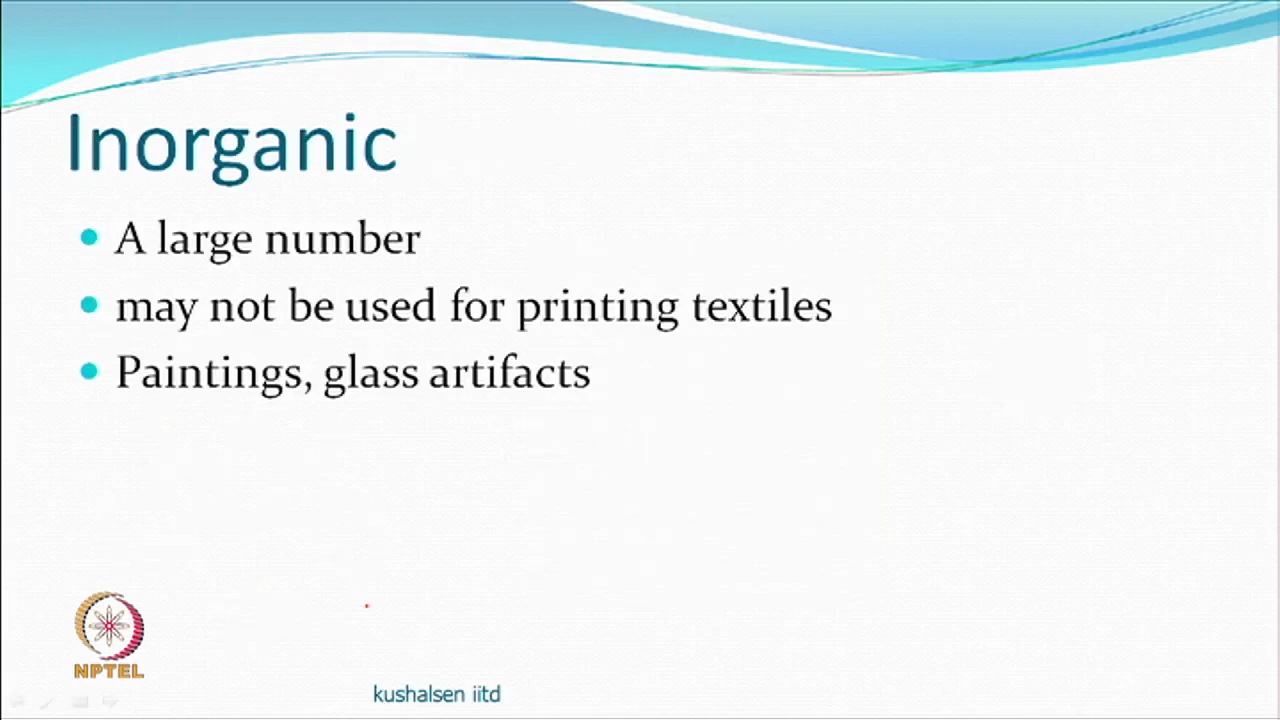 Inorganic
A large number
may not be used for printing textiles
Paintings, glass artifacts
NPTEL
kushalsen iitd